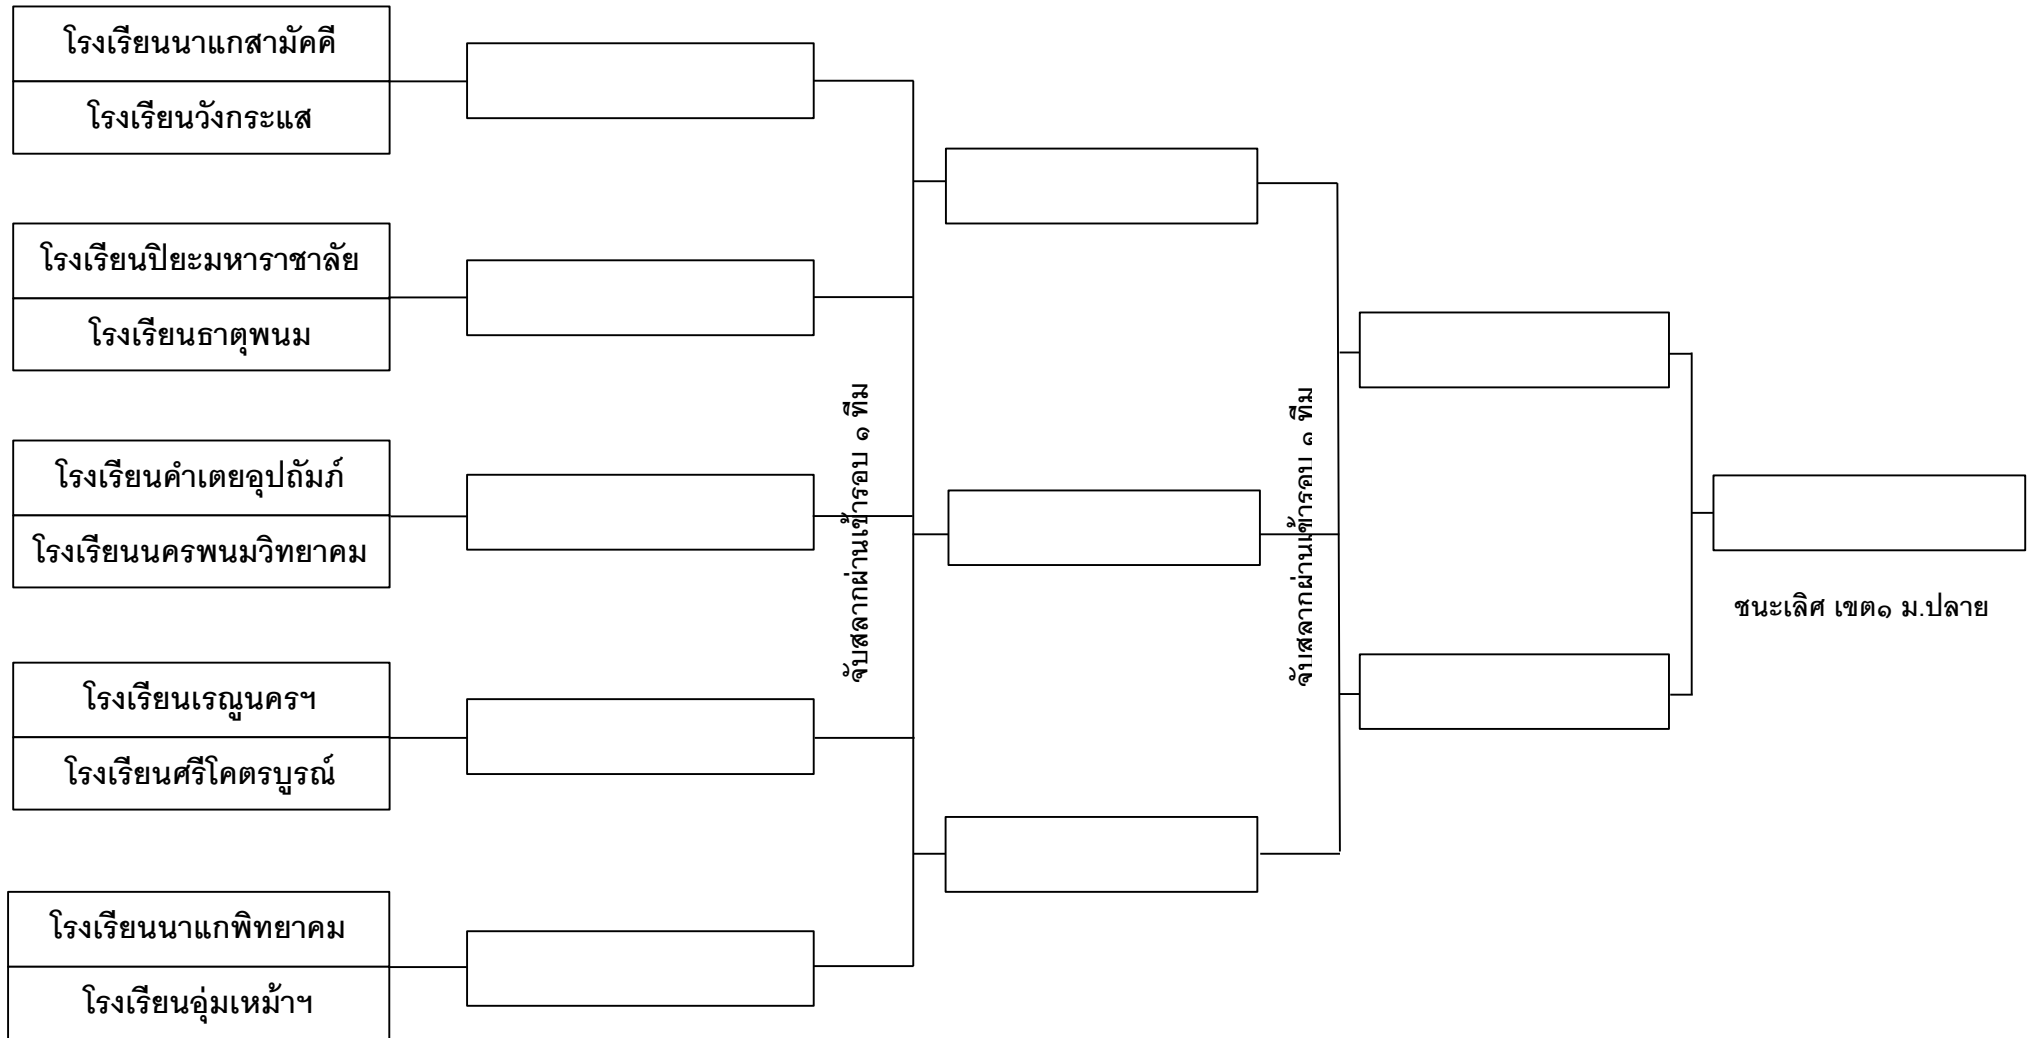 โรงเรียนนาแกสามัคคี
โรงเรียนวังกระแส
โรงเรียนปิยะมหาราชาลัย
โรงเรียนธาตุพนม
โรงเรียนคำเตยอุปถัมภ์
โรงเรียนนครพนมวิทยาคม
โรงเรียนเรณูนครฯ
โรงเรียนศรีโคตรบูรณ์
โรงเรียนนาแกพิทยาคม
โรงเรียนอุ่มเหม้าฯ
จับสลากผ่านเข้ารอบ ๑ ทีม
จับสลากผ่านเข้ารอบ ๑ ทีม
ชนะเลิศ เขต๑ ม.ปลาย